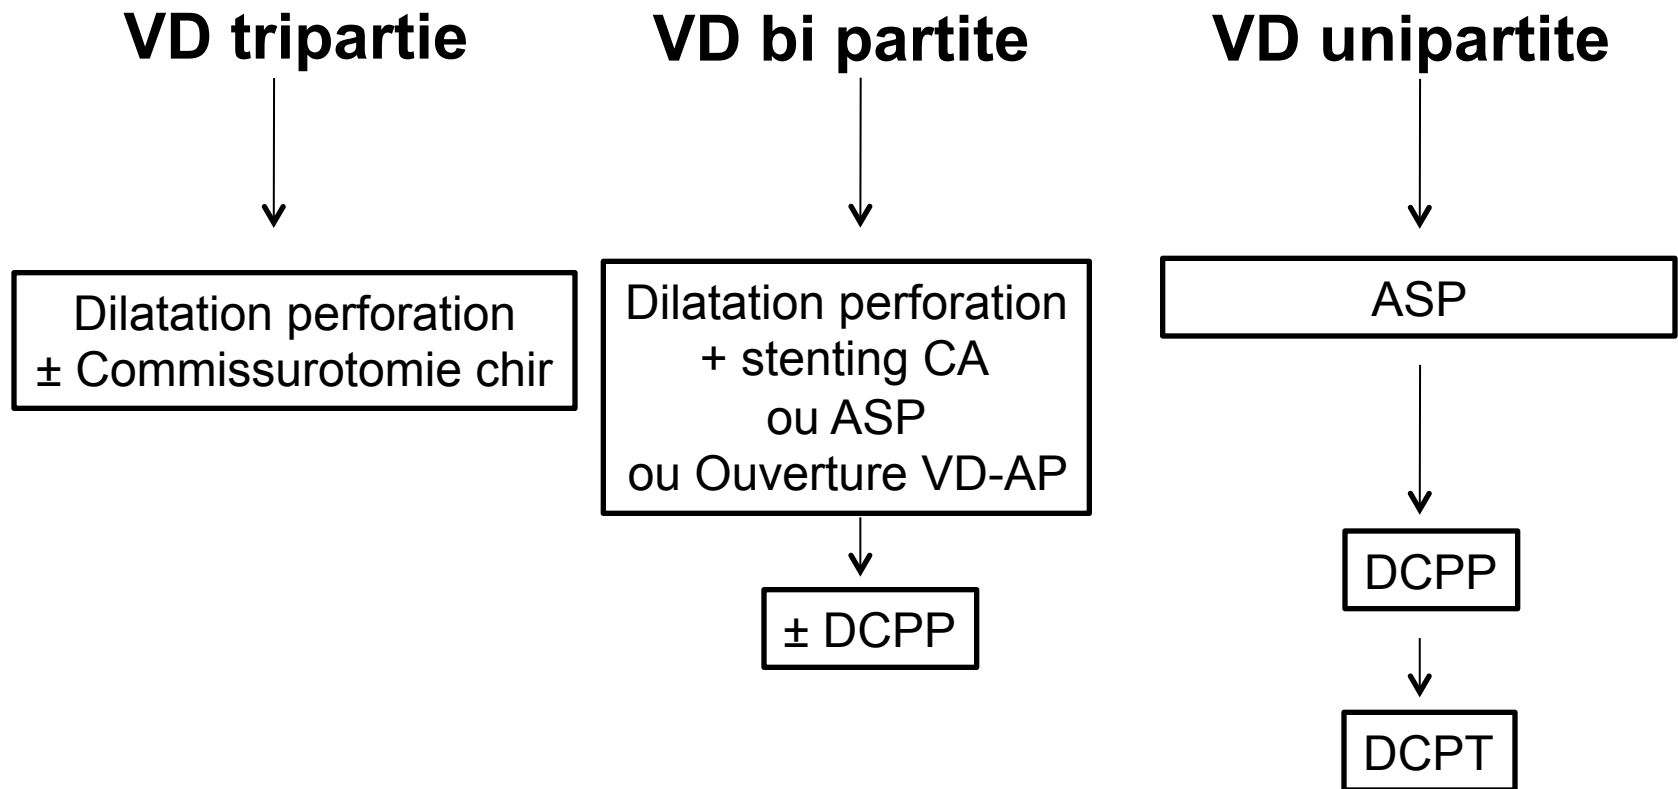 VD tripartie
Dilatation perforation
± Commissurotomie chir
VD bi partite
Dilatation perforation
+ stenting CA
ou ASP
ou Ouverture VD-AP
± DCPP
VD unipartite
ASP
DCPP
DCPT